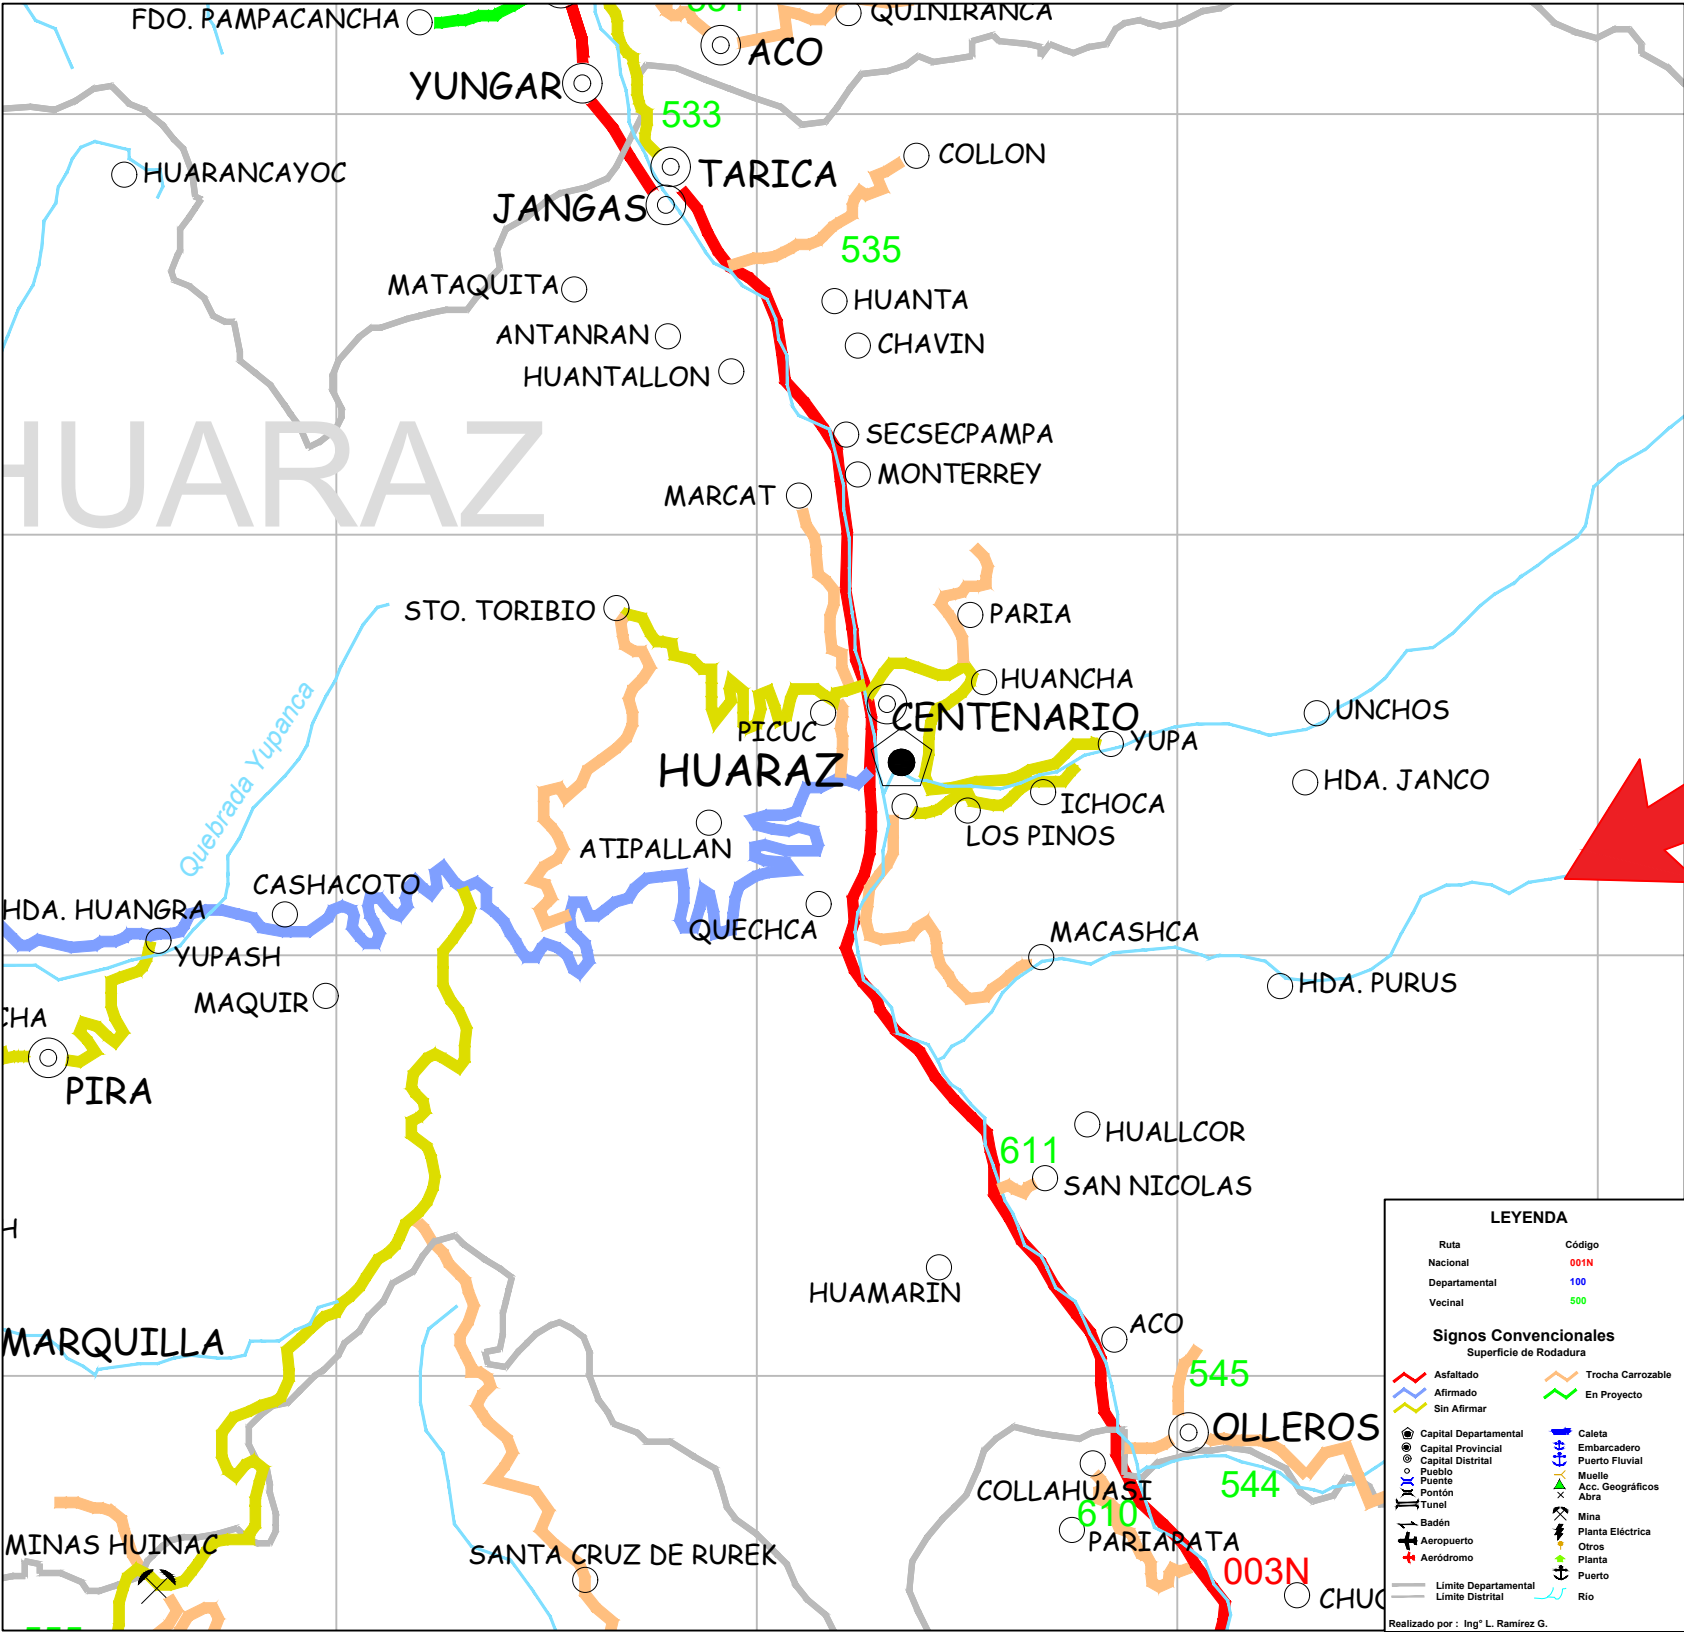 FDO. PAMPACANCHA
QUINIRANCA
ACO
YUNGAR
533
TARICA
COLLON
HUARANCAYOC
JANGAS
535
MATAQUITA
HUANTA
ANTANRAN
CHAVIN
HUANTALLON
HUARAZ
SECSECPAMPA
MONTERREY
MARCAT
STO. TORIBIO
PARIA
HUANCHA
UNCHOS
CENTENARIO
PICUC
YUPA
HUARAZ
HDA. JANCO
ICHOCA
LOS PINOS
Quebrada Yupanca
ATIPALLAN
CASHACOTO
HDA. HUANGRA
QUECHCA
MACASHCA
YUPASH
HDA. PURUS
MAQUIR
CHA
PIRA
HUALLCOR
611
SAN NICOLAS
H
HUAMARIN
ACO
MARQUILLA
545
OLLEROS
COLLAHUASI
544
610
PARIAPATA
MINAS HUINAC
SANTA CRUZ DE RUREK
003N
CHUC
LEYENDA
Ruta Código
Nacional 001N
Departamental 100
Vecinal 500
Signos Convencionales
Superficie de Rodadura
Asfaltado Trocha Carrozable
Afirmado En Proyecto
Sin Afirmar
Capital Departamental Caleta
Capital Provincial Embarcadero
Capital Distrital Puerto Fluvial
Pueblo
Puente Muelle
Pontón Acc. Geográficos
Tunel Abra
Badén Mina
Aeropuerto Planta Eléctrica
Aeródromo Otros
Planta
Puerto
Limite Departamental
Limite Distrital Río
Realizado por : Ing° L. Ramírez G.